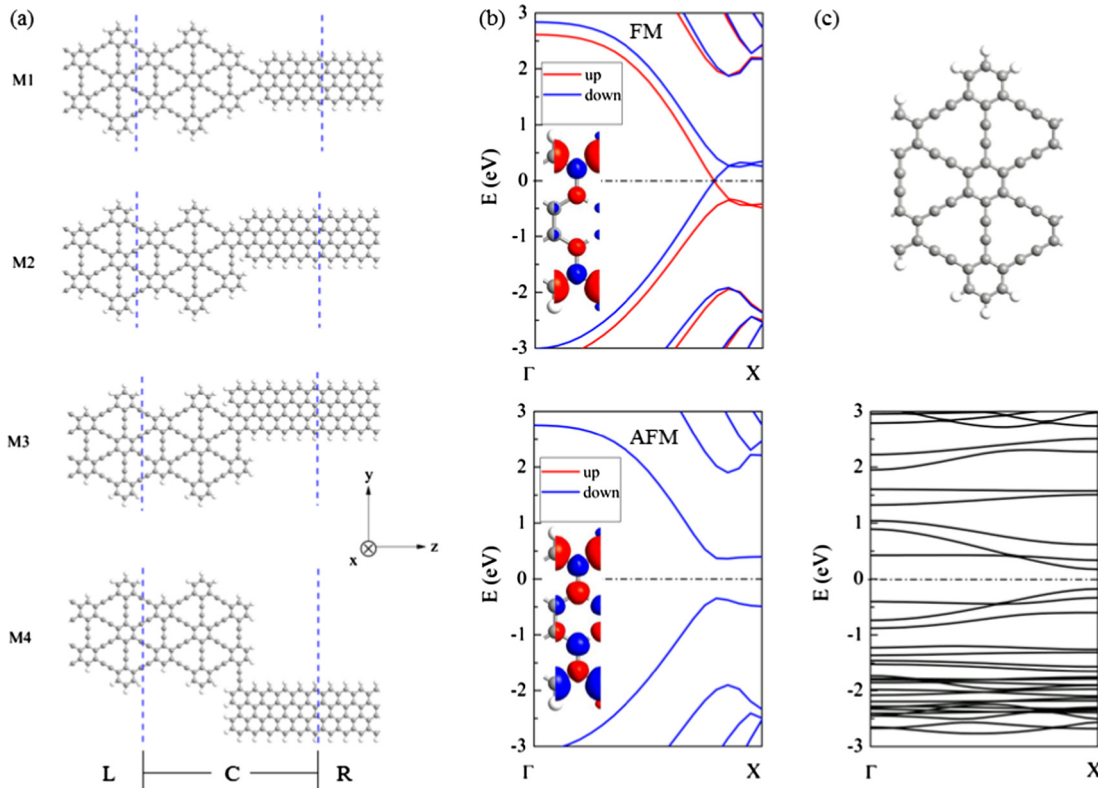 (a)
M1
M2
M3
y
z
x
M4
L
C
R
(b)
FM
up
down
3
2
1
0
-1
-2
-3
E (eV)
Γ
X
AFM
up
down
3
2
1
0
-1
-2
-3
E (eV)
Γ
X
(c)
3
2
1
0
-1
-2
-3
E (eV)
Γ
X